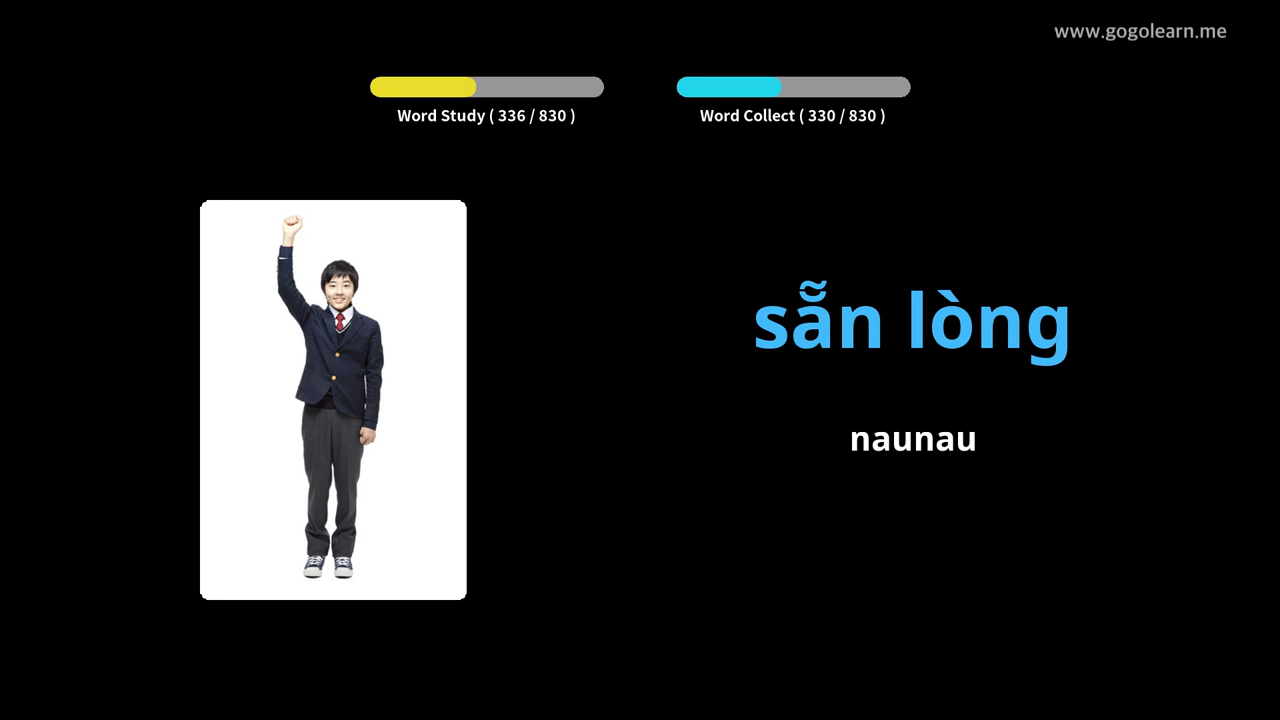 www.gogolearn.me
Word Study ( 336 / 830 )
Word Collect ( 330 / 830 )
sẵn lòng
naunau